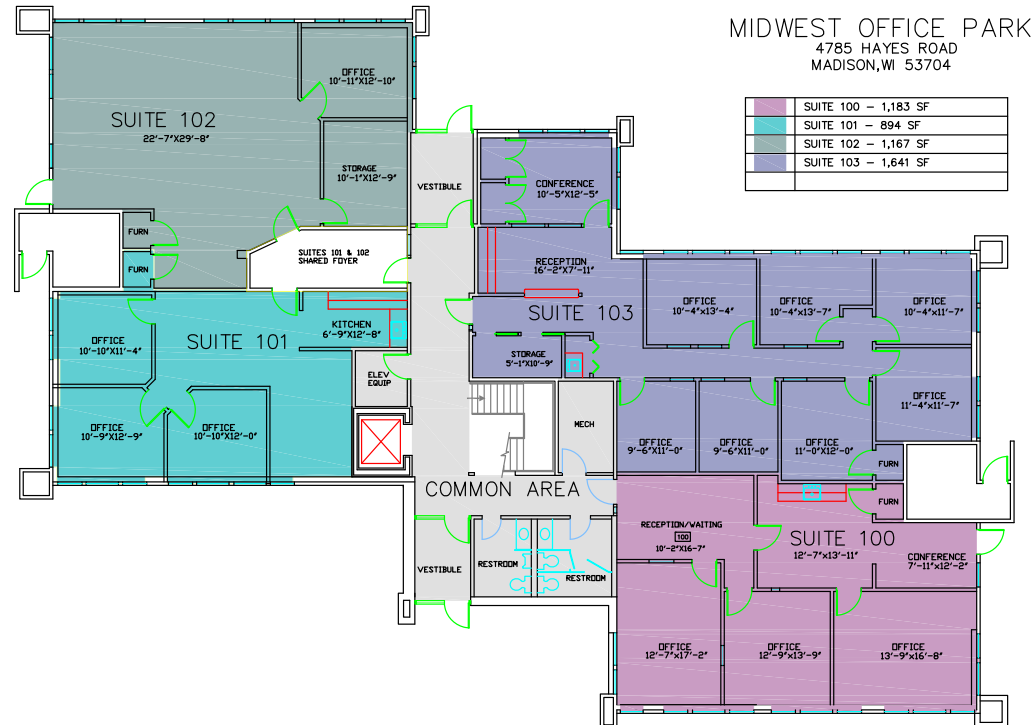 MIDWEST OFFICE PARK
4785 HAYES ROAD
MADISON,WI 53704
SUITE 100 - 1,183 SF
SUITE 101 - 894 SF
SUITE 102 - 1,167 SF
SUITE 103 - 1,641 SF
SUITE 102
22'-7"X29'-8"
OFFICE
10'-11"X12'-10"
STORAGE
10'-1"X12'-9"
FURN
FURN
SUITES 101 & 102
SHARED FOYER
VESTIBULE
CONFERENCE
10'-5"X12'-5"
RECEPTION
16'-2"X7'-11"
SUITE 103
STORAGE
5'-1"X10'-9"
OFFICE
10'-4"x13'-4"
OFFICE
10'-4"x13'-7"
OFFICE
10'-4"x11'-7"
OFFICE
11'-4"x11'-7"
OFFICE
9'-6"X11'-0"
OFFICE
9'-6"X11'-0"
OFFICE
11'-0"X12'-0"
FURN
SUITE 101
KITCHEN
6'-9"X12'-8"
OFFICE
10'-10"X11'-4"
OFFICE
10'-9"X12'-9"
OFFICE
10'-10"X12'-0"
ELEV
EQUIP
MECH
COMMON AREA
VESTIBULE
RESTROOM
RESTROOM
RECEPTION/WAITING
100
10'-2"X16-7"
SUITE 100
12'-7"x13'-11"
FURN
CONFERENCE
7'-11"x12'-2"
OFFICE
12'-7"x17'-2"
OFFICE
12'-9"x13'-9"
OFFICE
13'-9"x16'-8"